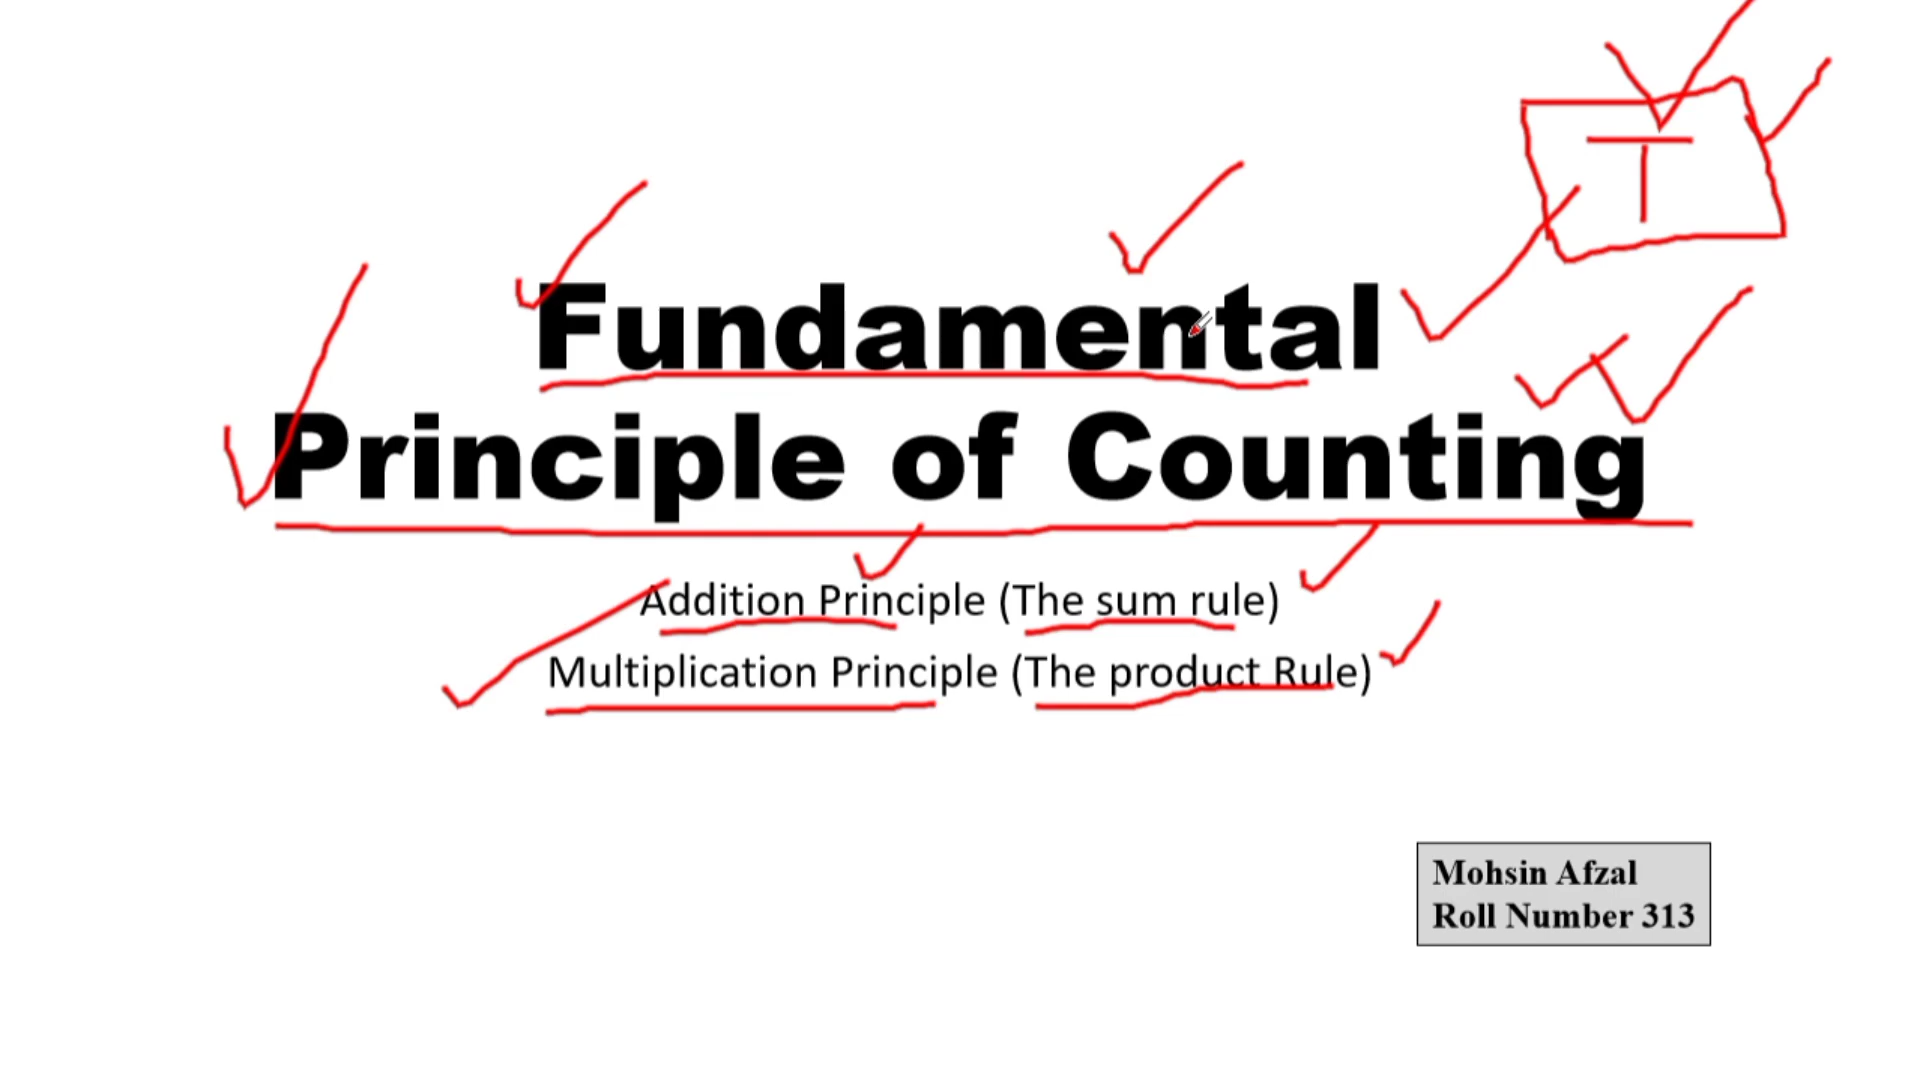 T
Fundamental
Principle of Counting
Addition Principle (The sum rule)
Multiplication Principle (The product Rule)
Mohsin Afzal
Roll Number 313